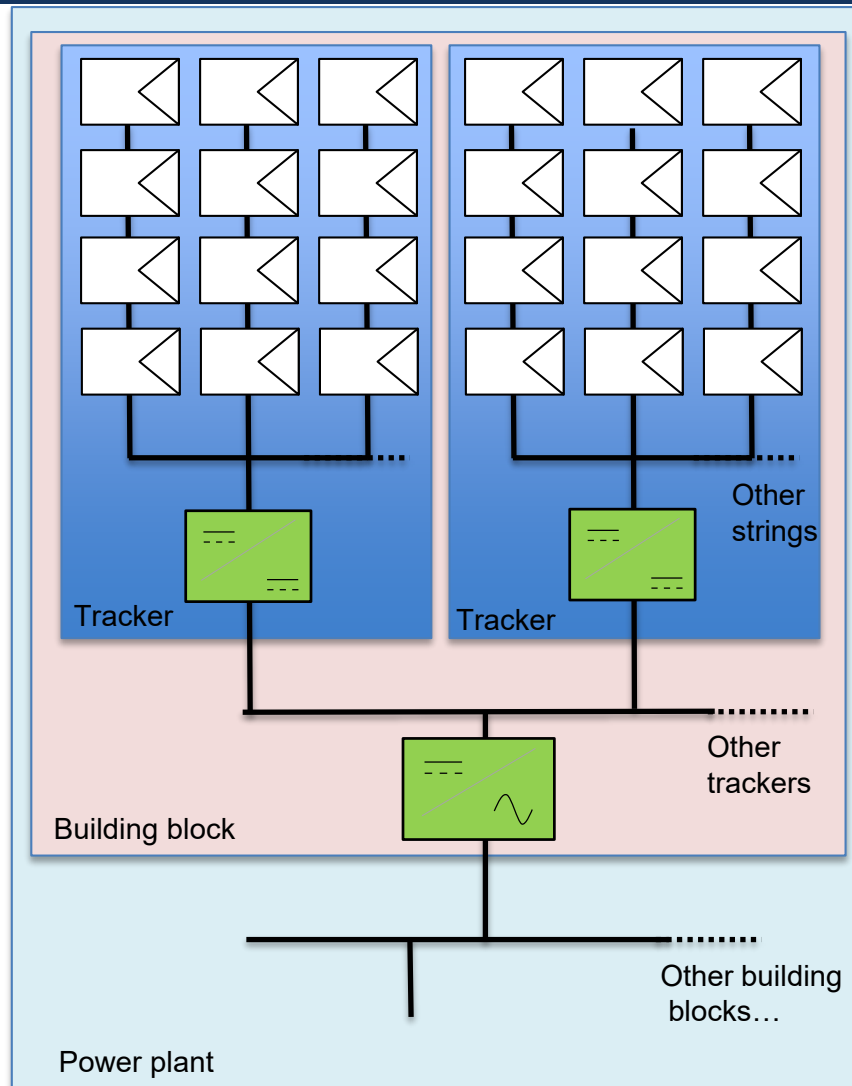 Other
strings
Tracker
Tracker
Other
trackers
Building block
Other building
blocks…
Power plant